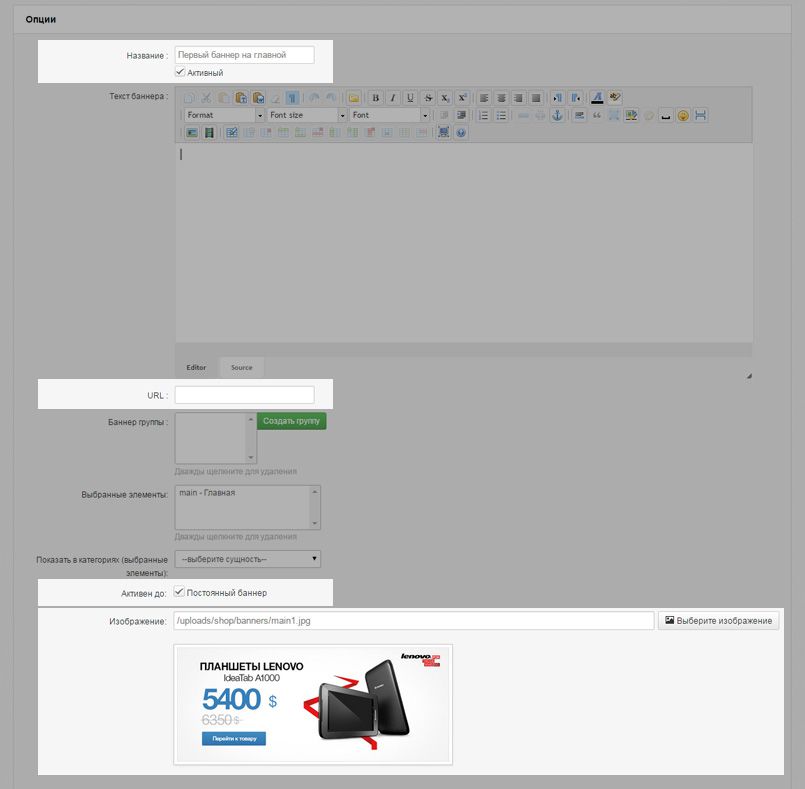 Опции
Название :
Первый баннер на главной
Активный
Текст баннера :
B I U S X₂ X²
Format Font size Font
Editor Source
URL :
Баннер группы :
Создать группу
Дважды щелкните для удаления
Выбранные элементы:
main - Главная
Дважды щелкните для удаления
Показать в категориях (выбранные
элементы):
--выберите сущность--
Активен до:
Постоянный баннер
Изображение:
/uploads/shop/banners/main1.jpg
Выберите изображение
lenovo
ПЛАНШЕТЫ LENOVO
IdeaTab A1000
5400 $
6350$
Перейти к товару